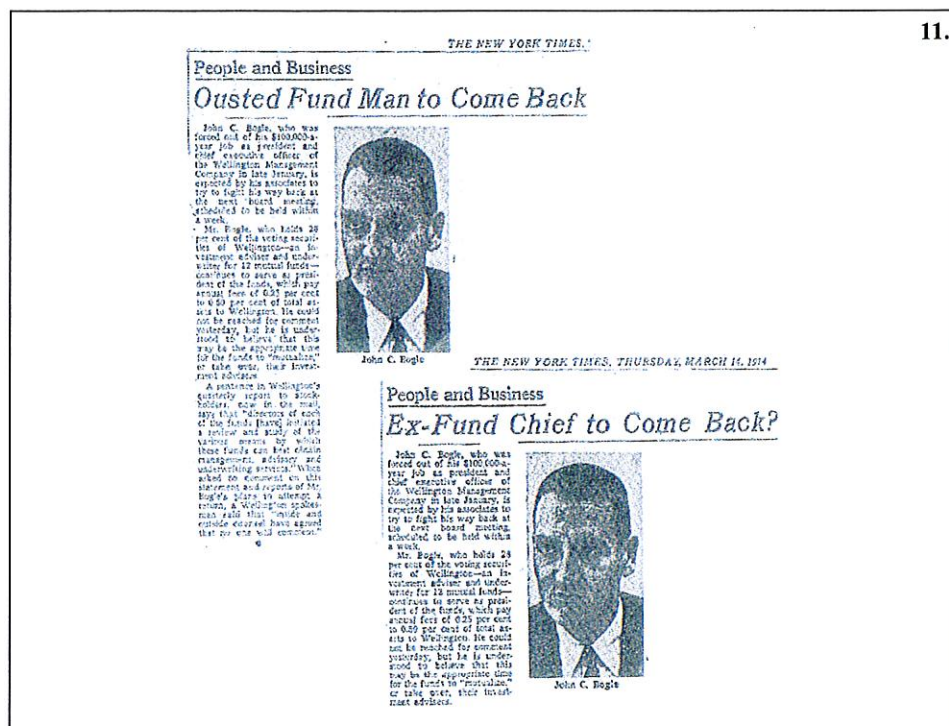 11.
THE NEW YORK TIMES,
People and Business
Ousted Fund Man to Come Back
John C. Bogle, who was
forced out of his $100,000-a-
year job as president and
chief executive officer of
the Wellington Management
Company in late January, is
expected by his associates to
try to fight his way back at
the next board meeting,
scheduled to be held within
a week.
Mr. Bogle, who holds 28
per cent of the voting securi-
ties of Wellington—an in-
vestment adviser and under-
writer for 12 mutual funds—
continues to serve as presi-
dent of the funds, which pay
annual fees of 0.25 per cent
to 0.50 per cent of total as-
sets to Wellington. He could
not be reached for comment
yesterday, but he is under-
stood to believe that this
may be the appropriate time
for the funds to "mutualize,"
or take over, their invest-
ment advisers.
A sentence in Wellington's
quarterly report to stock-
holders, now in the mail,
says that "directors of each
of the funds [have] initiated
a review and study of the
various means by which
these funds can best obtain
management, advisory and
underwriting services." When
asked to comment on this
statement and reports of Mr.
Bogle's plans to attempt a
return, a Wellington spokes-
man said that "inside and
outside counsel have agreed
that no one will comment."
John C. Bogle
THE NEW YORK TIMES, THURSDAY, MARCH 14, 1974
People and Business
Ex-Fund Chief to Come Back?
John C. Bogle, who was
forced out of his $100,000-a-
year job as president and
chief executive officer of
the Wellington Management
Company in late January, is
expected by his associates to
try to fight his way back at
the next board meeting,
scheduled to be held within
a week.
Mr. Bogle, who holds 28
per cent of the voting securi-
ties of Wellington—an in-
vestment adviser and under-
writer for 12 mutual funds—
continues to serve as presi-
dent of the funds, which pay
annual fees of 0.25 per cent
to 0.50 per cent of total as-
sets to Wellington. He could
not be reached for comment
yesterday, but he is under-
stood to believe that this
may be the appropriate time
for the funds to "mutualize,"
or take over, their invest-
ment advisers.
John C. Bogle